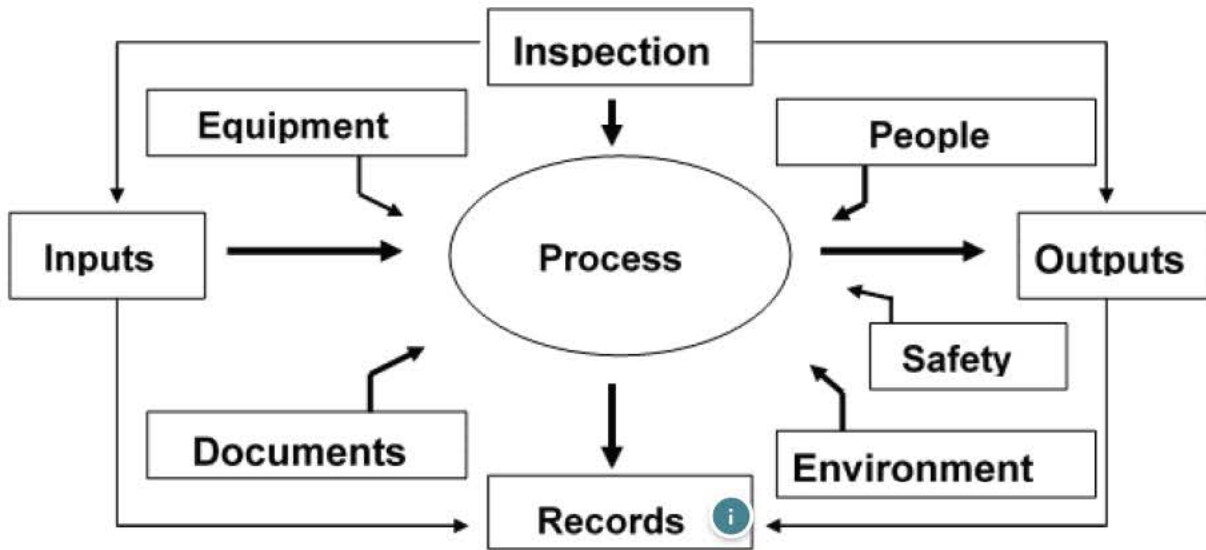 Inspection
Equipment
People
Inputs
Process
Outputs
Safety
Documents
Environment
Records
i